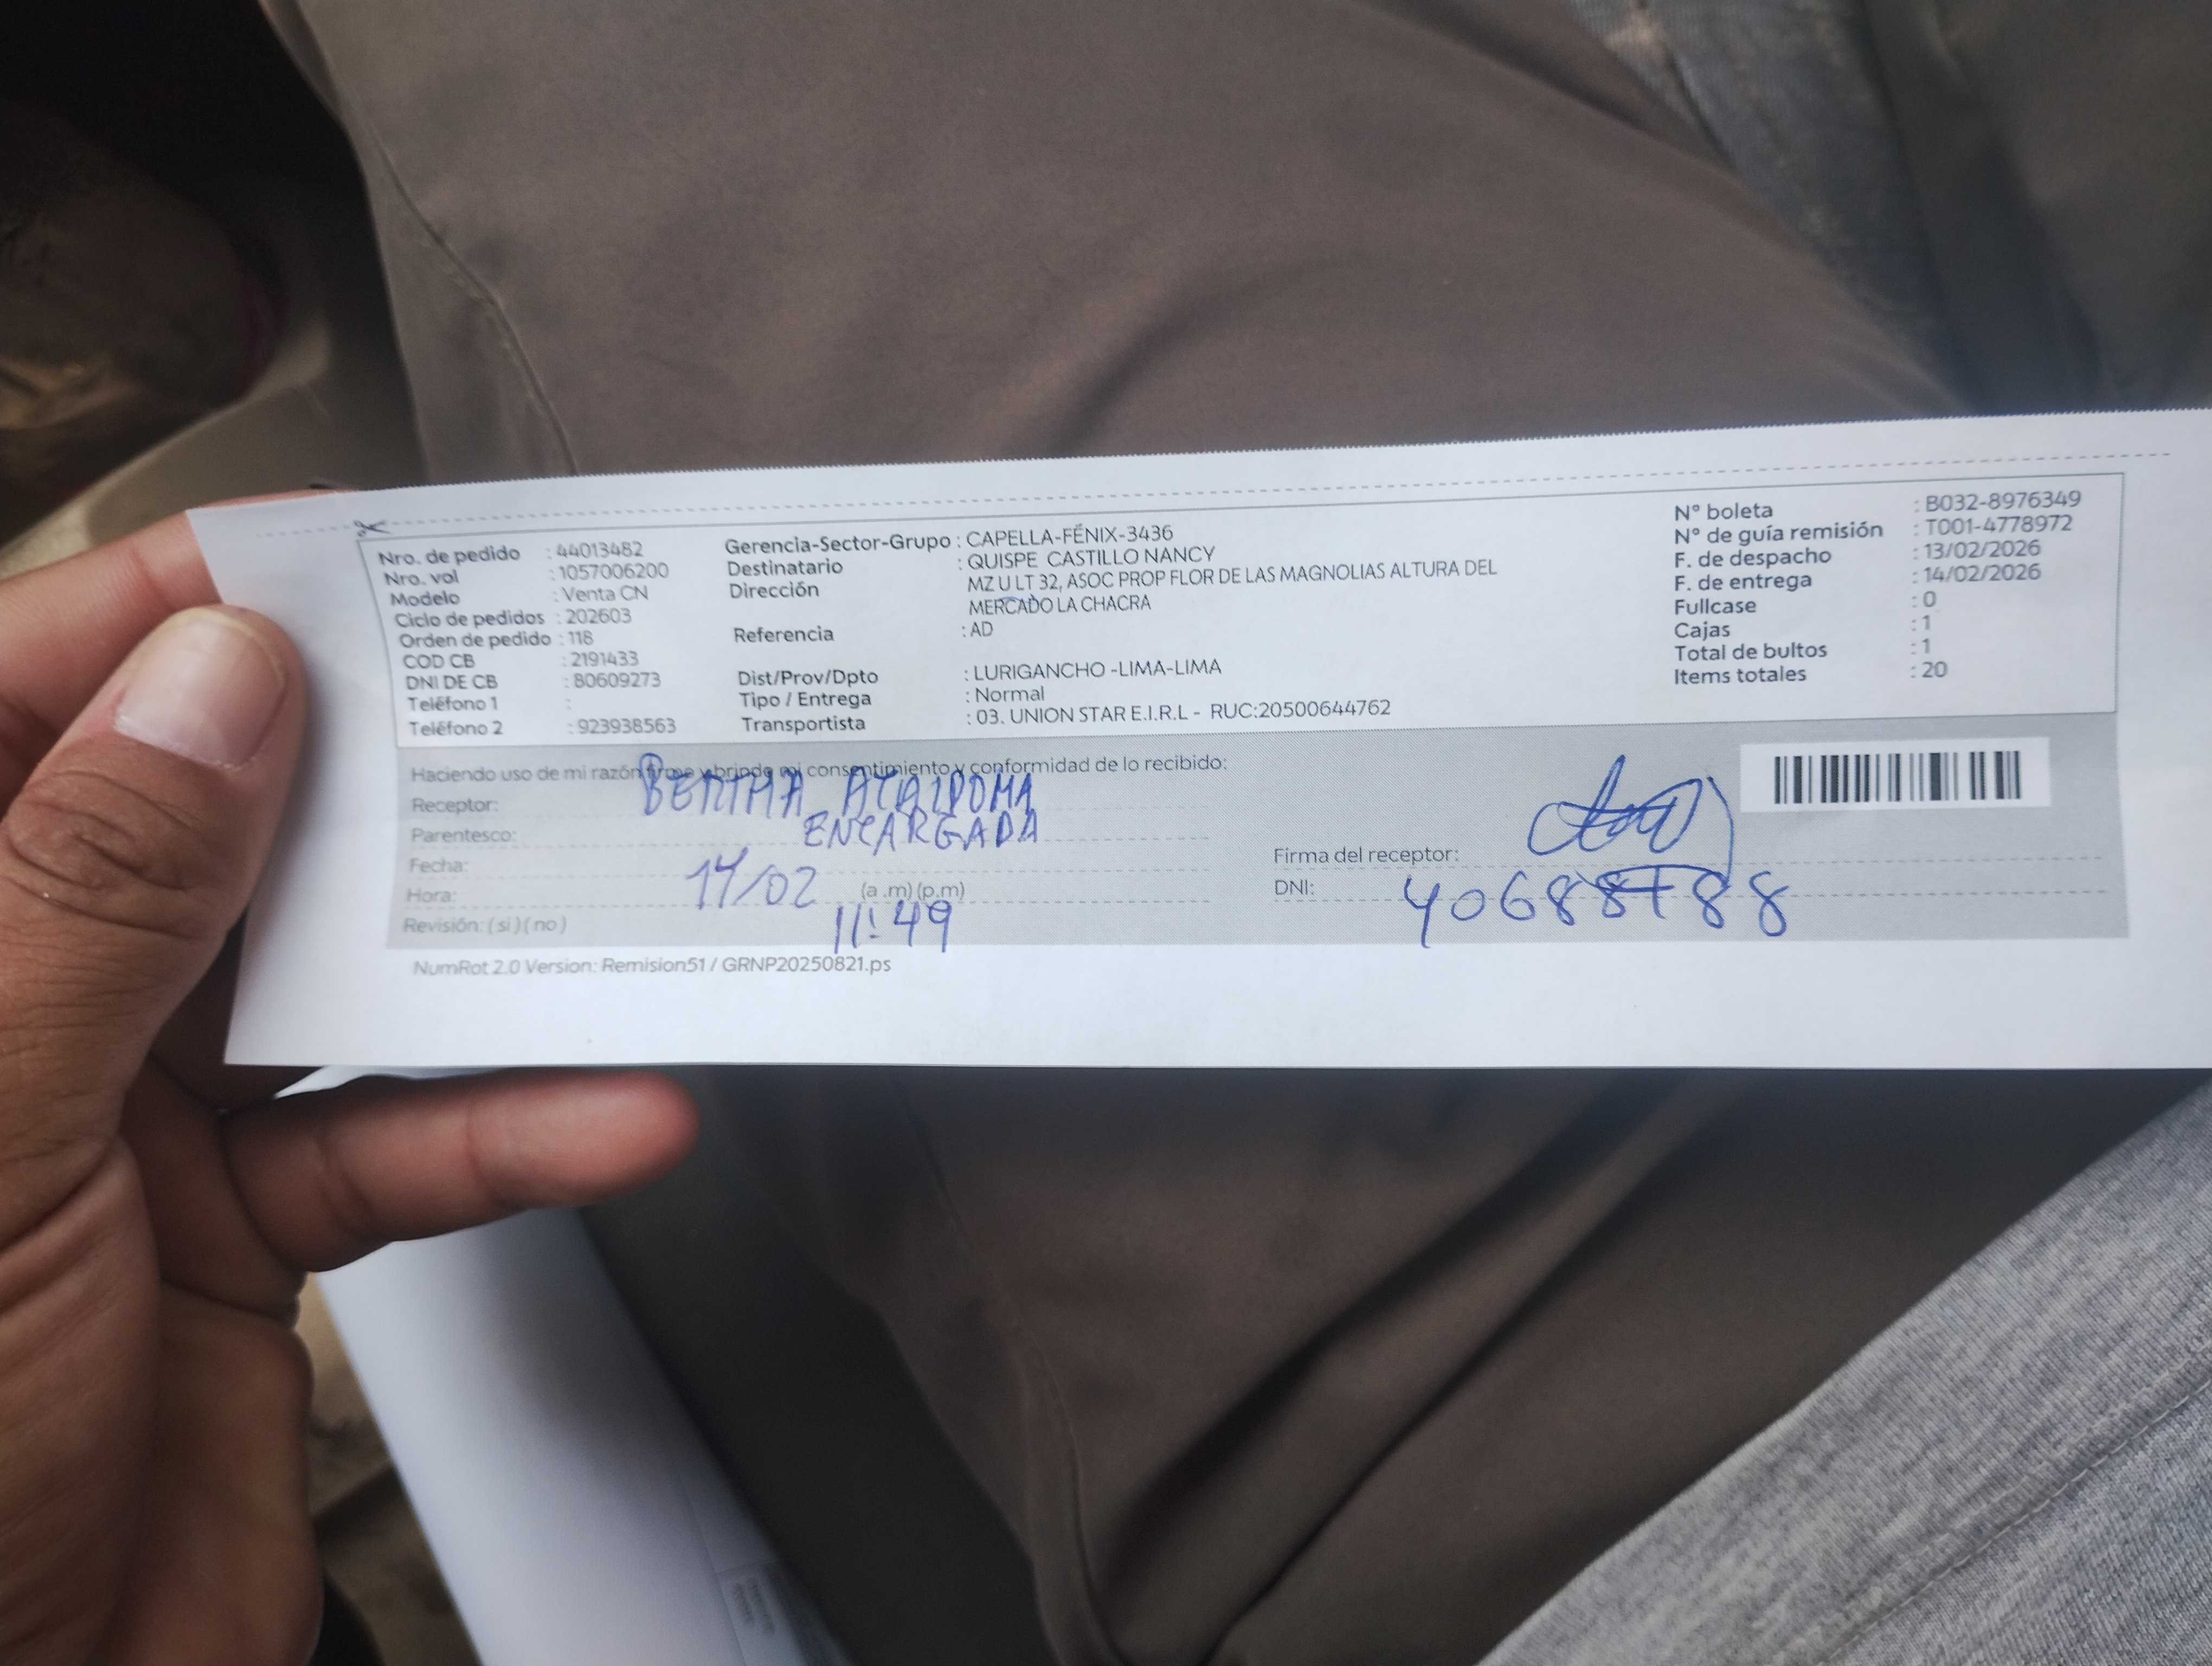 Nro. de pedido : 44013482
Nro. vol : 1057006200
Modelo : Venta CN
Ciclo de pedidos : 202603
Orden de pedido : 118
COD CB : 2191433
DNI DE CB : 80609273
Teléfono 1 :
Teléfono 2 : 923938563
Gerencia-Sector-Grupo : CAPELLA-FÉNIX-3436
Destinatario : QUISPE CASTILLO NANCY
Dirección MZ U LT 32, ASOC PROP FLOR DE LAS MAGNOLIAS ALTURA DEL
MERCADO LA CHACRA
Referencia : AD
Dist/Prov/Dpto : LURIGANCHO -LIMA-LIMA
Tipo / Entrega : Normal
Transportista : 03. UNION STAR E.I.R.L - RUC:20500644762
N° boleta : B032-8976349
N° de guía remisión : T001-4778972
F. de despacho : 13/02/2026
F. de entrega : 14/02/2026
Fullcase : 0
Cajas : 1
Total de bultos : 1
Items totales : 20
Haciendo uso de mi razón firme y brindo mi consentimiento y conformidad de lo recibido:
Receptor: BERTHA
Parentesco: ENCARGADA
Fecha: 14/02
Hora: (a.m) (p.m) 11:49
Revisión: ( si ) ( no )
Firma del receptor:
DNI: 40688788
NumRot 2.0 Version: Remision51 / GRNP20250821.ps